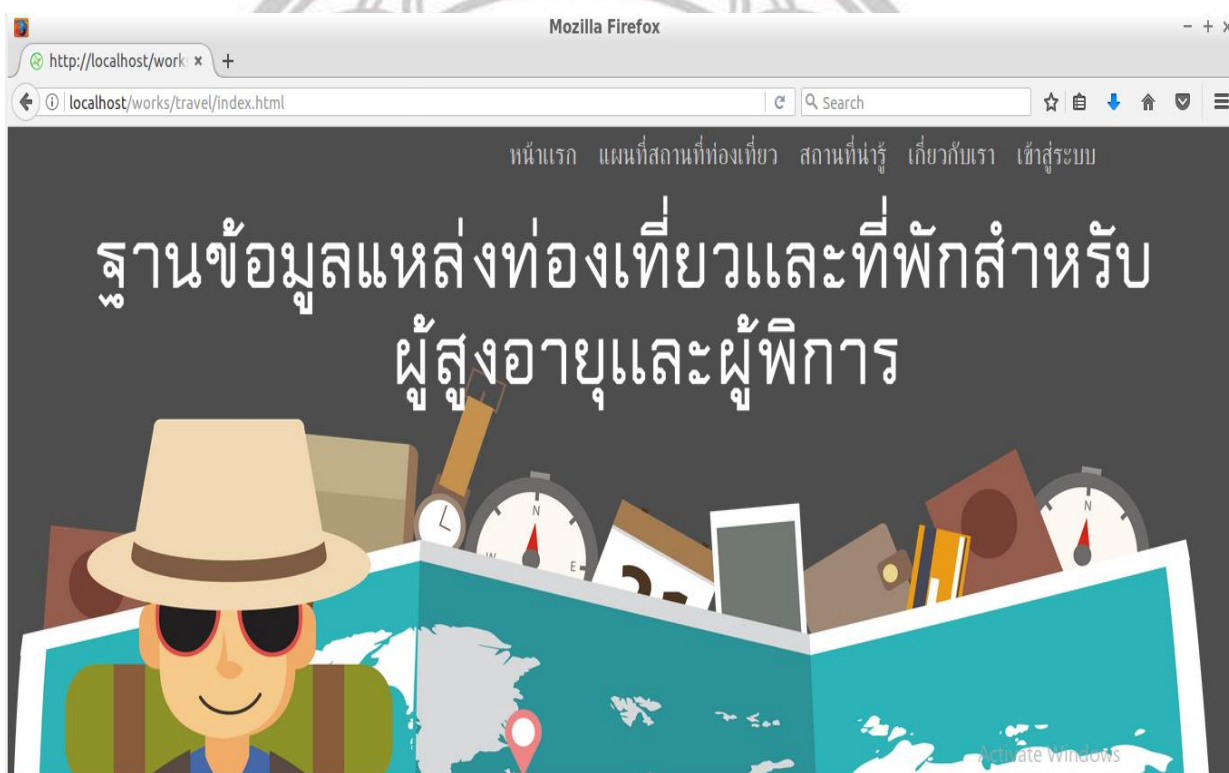 Mozilla Firefox
http://localhost/work
localhost/works/travel/index.html
Search
หน้าแรก แผนที่สถานที่ท่องเที่ยว สถานที่น่ารู้ เกี่ยวกับเรา เข้าสู่ระบบ
ฐานข้อมูลแหล่งท่องเที่ยวและที่พักสำหรับ
ผู้สูงอายุและผู้พิการ
N
W
E
N
Activate Windows